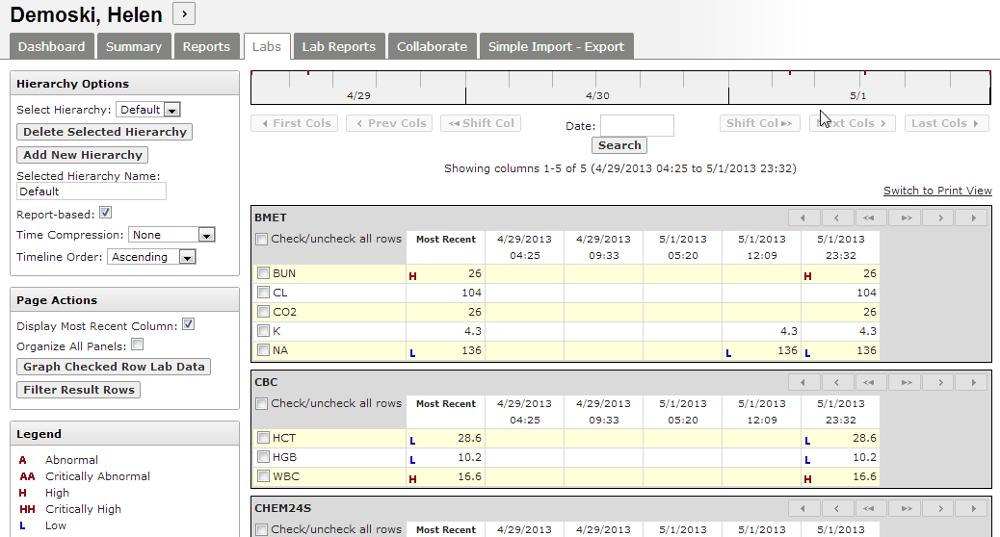 Demoski, Helen >
Dashboard Summary Reports Labs Lab Reports Collaborate Simple Import - Export
Hierarchy Options
Select Hierarchy: Default
Delete Selected Hierarchy
Add New Hierarchy
Selected Hierarchy Name:
Default
Report-based:
Time Compression: None
Timeline Order: Ascending
Page Actions
Display Most Recent Column:
Organize All Panels:
Graph Checked Row Lab Data
Filter Result Rows
Legend
A Abnormal
AA Critically Abnormal
H High
HH Critically High
L Low
4/29 4/30 5/1
First Cols Prev Cols Shift Col Date: Shift Col Cols Last Cols
Search
Showing columns 1-5 of 5 (4/29/2013 04:25 to 5/1/2013 23:32)
Switch to Print View
BMET
Check/uncheck all rows Most Recent 4/29/2013 4/29/2013 5/1/2013 5/1/2013 5/1/2013
04:25 09:33 05:20 12:09 23:32
BUN H 26 H 26
CL 104 104
CO2 26 26
K 4.3 4.3 4.3
NA L 136 L 136 L 136
CBC
Check/uncheck all rows Most Recent 4/29/2013 4/29/2013 5/1/2013 5/1/2013 5/1/2013
04:25 09:33 05:20 12:09 23:32
HCT L 28.6 L 28.6
HGB L 10.2 L 10.2
WBC H 16.6 H 16.6
CHEM24S
Check/uncheck all rows Most Recent 4/29/2013 4/29/2013 5/1/2013 5/1/2013 5/1/2013